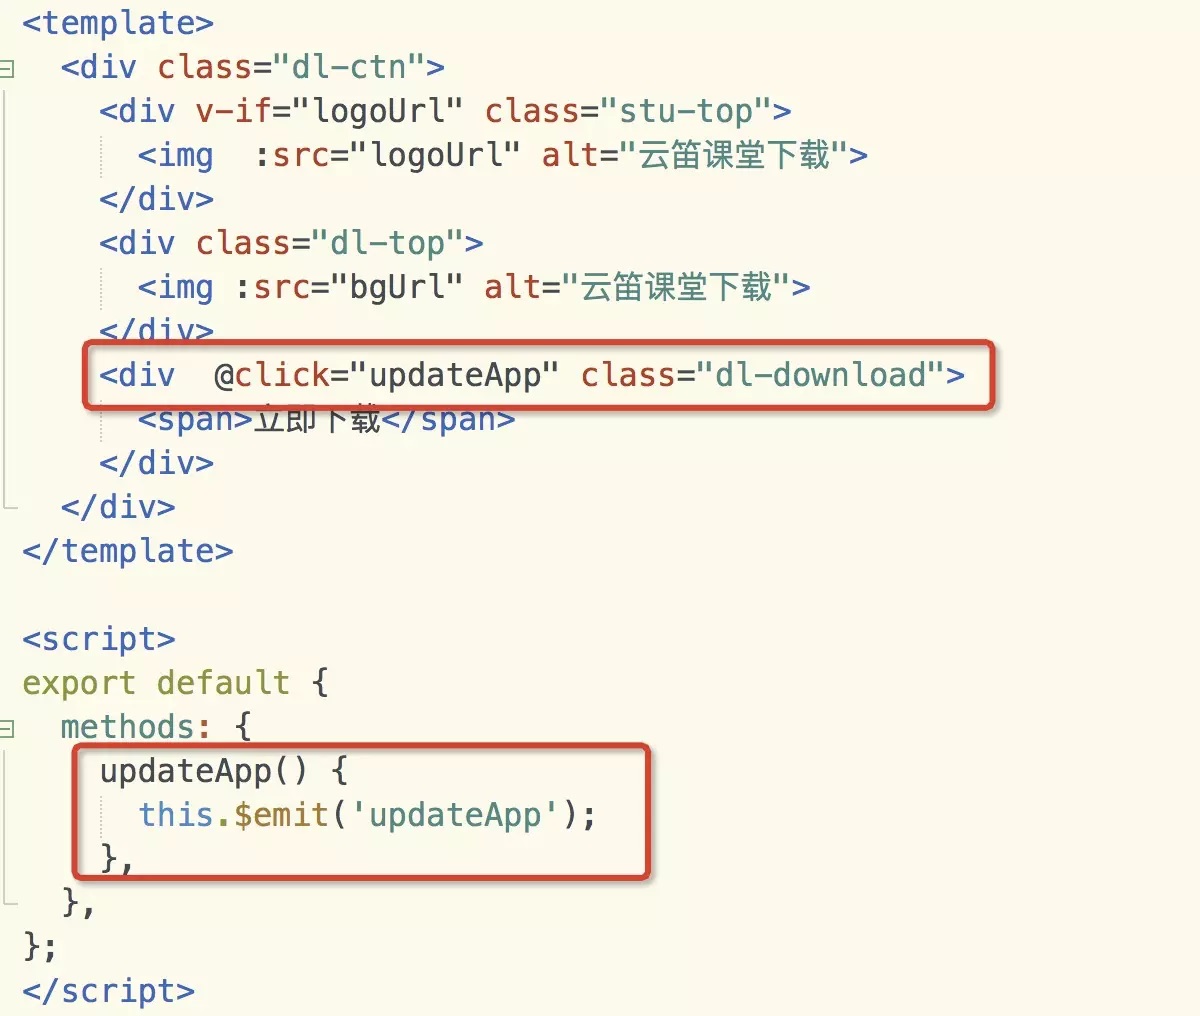 <template>
  <div class="dl-ctn">
    <div v-if="logoUrl" class="stu-top">
      <img  :src="logoUrl" alt="云笛课堂下载">
    </div>
    <div class="dl-top">
      <img :src="bgUrl" alt="云笛课堂下载">
    </div>
    <div  @click="updateApp" class="dl-download">
      <span>立即下载</span>
    </div>
  </div>
</template>

<script>
export default {
  methods: {
    updateApp() {
      this.$emit('updateApp');
    },
  },
};
</script>